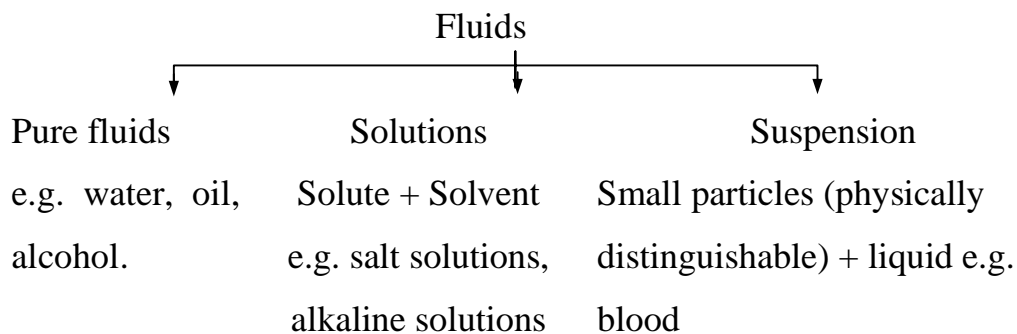 Fluids
Pure fluids
e.g. water, oil,
alcohol.
Solutions
Solute + Solvent
e.g. salt solutions,
alkaline solutions
Suspension
Small particles (physically
distinguishable) + liquid e.g.
blood